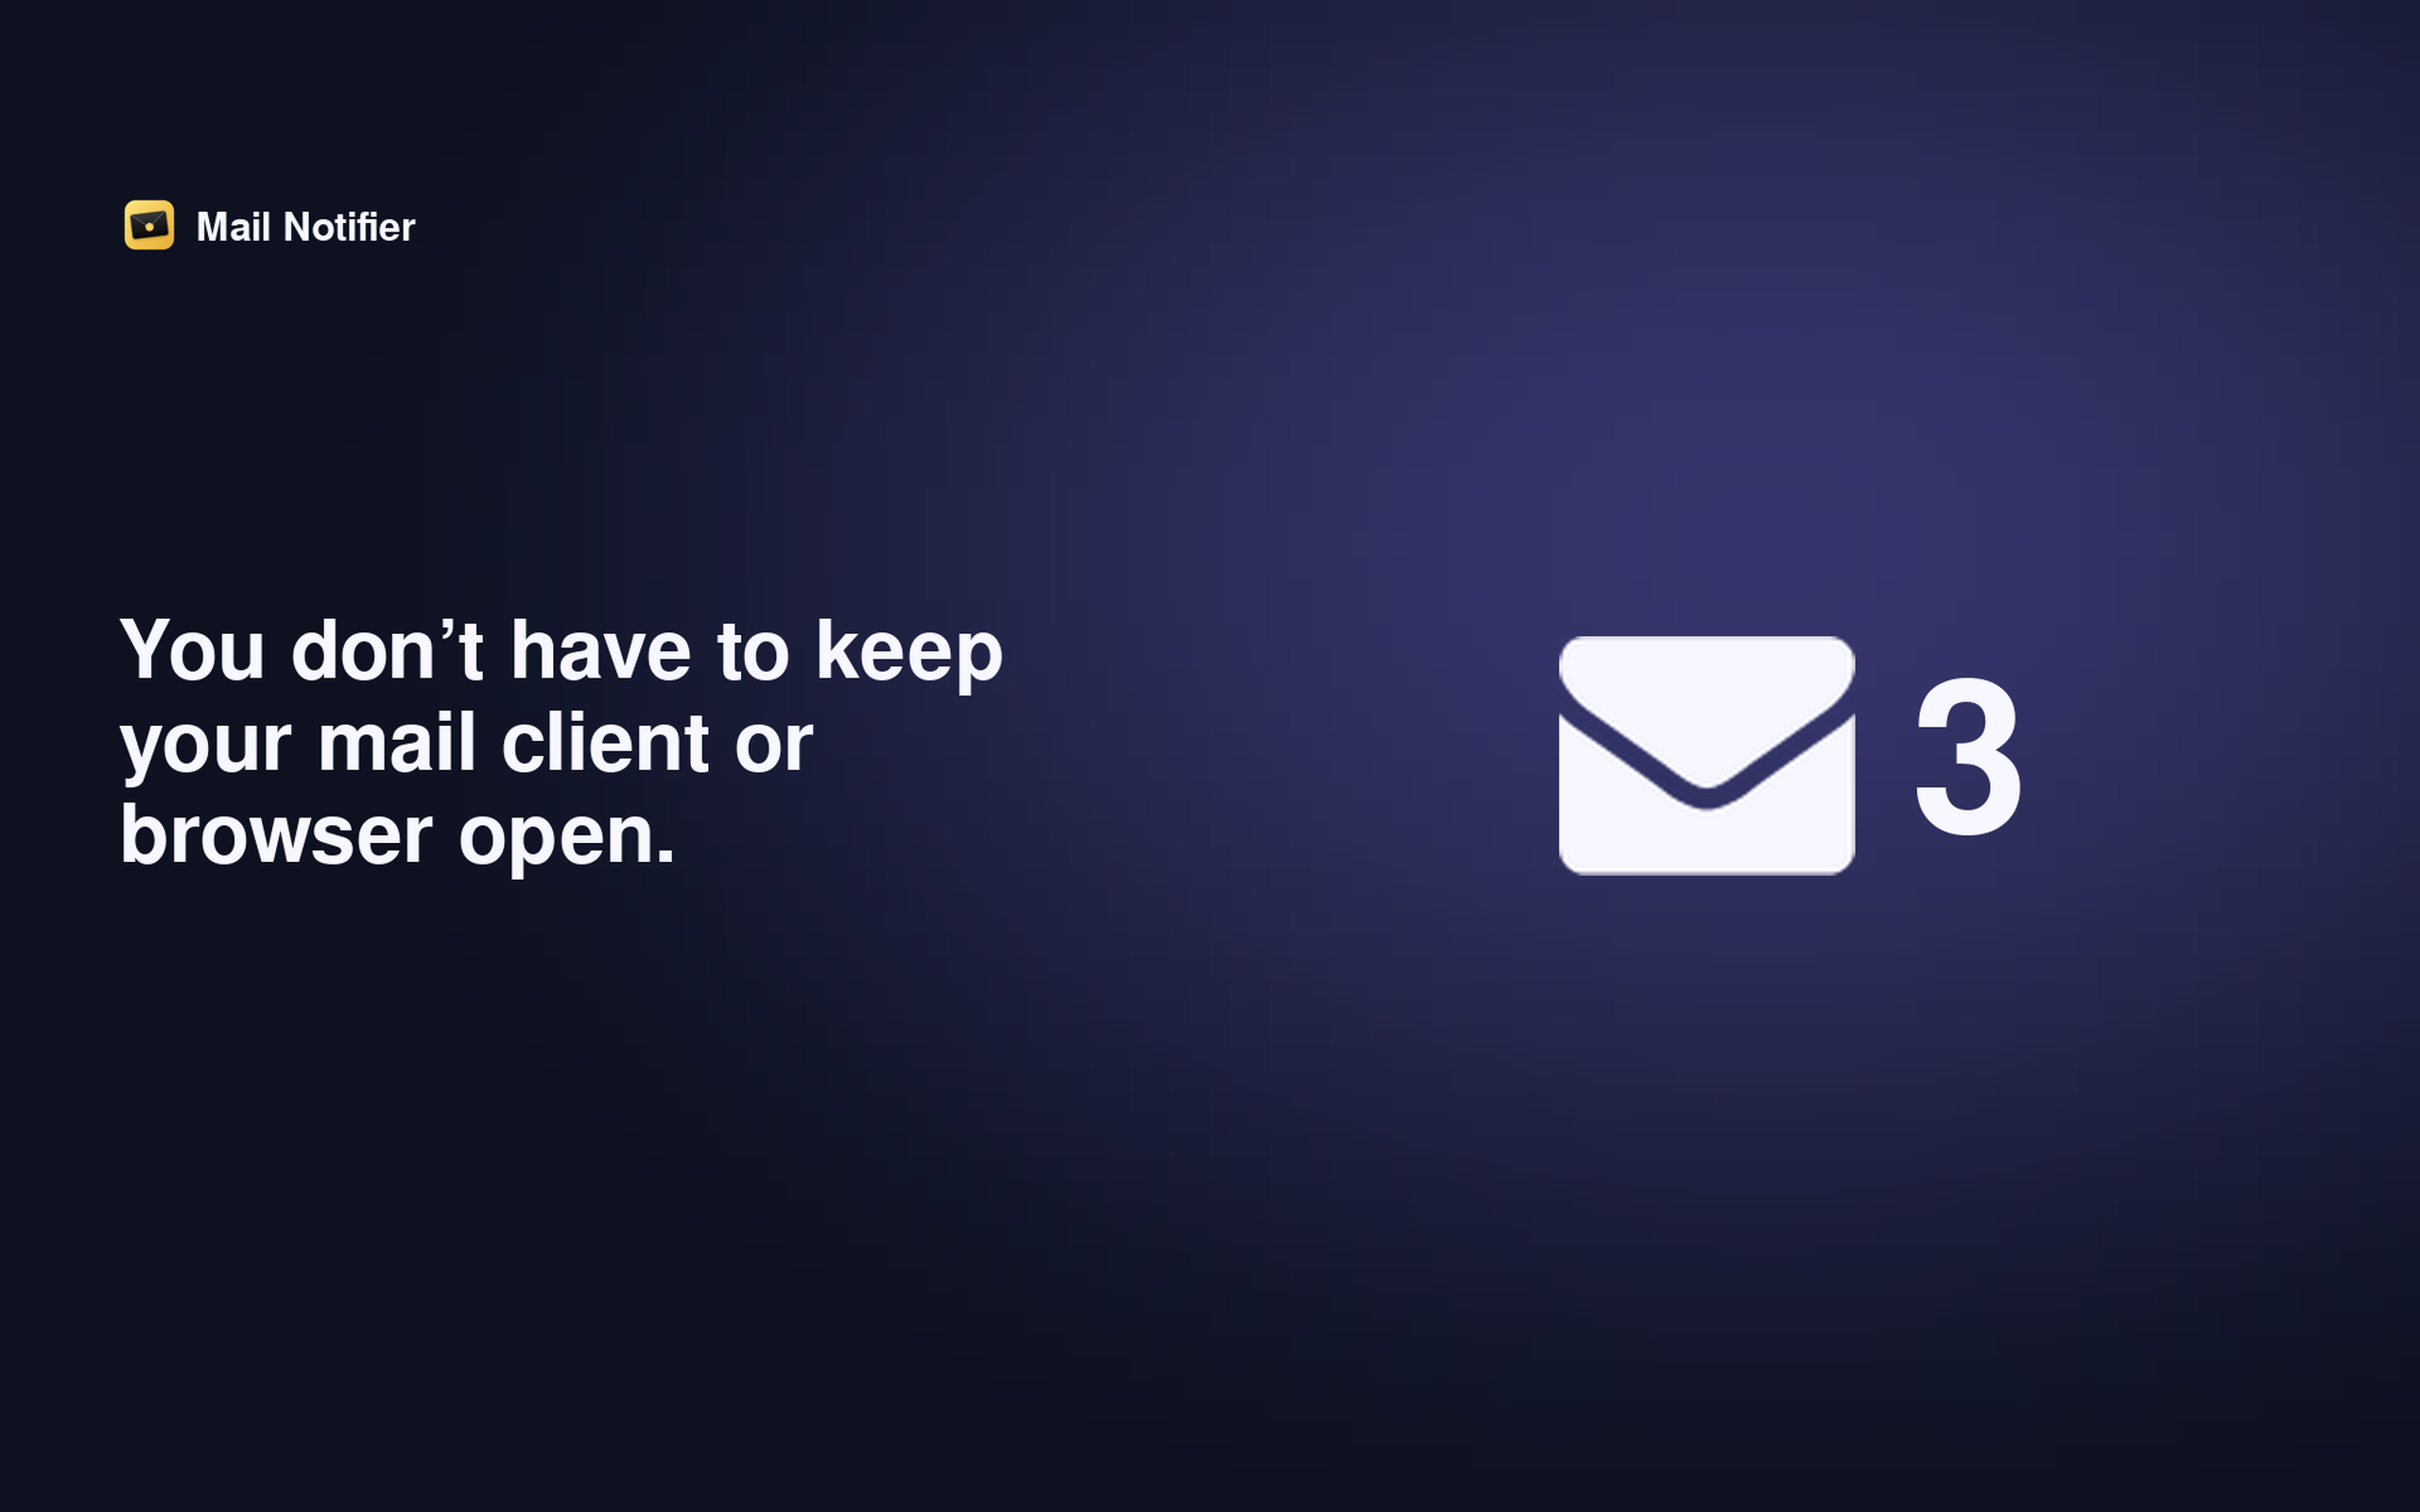 Mail Notifier
You don’t have to keep
your mail client or
browser open.
3